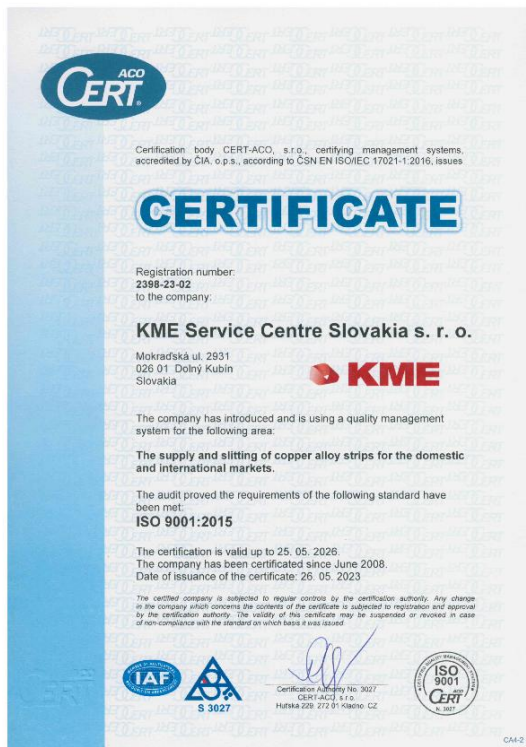 ACO
CERT®
Certification body CERT-ACO, s.r.o., certifying management systems,
accredited by ČIA, o.p.s., according to ČSN EN ISO/IEC 17021-1:2016, issues
CERTIFICATE
Registration number:
2398-23-02
to the company:
KME Service Centre Slovakia s. r. o.
Mokraďská ul. 2931
026 01 Dolný Kubín
Slovakia
KME
The company has introduced and is using a quality management
system for the following area:
The supply and slitting of copper alloy strips for the domestic
and international markets.
The audit proved the requirements of the following standard have
been met:
ISO 9001:2015
The certification is valid up to 25. 05. 2026.
The company has been certificated since June 2008.
Date of issuance of the certificate: 26. 05. 2023
The certified company is subjected to regular controls by the certification authority. Any change
in the company which concerns the contents of the certificate is subjected to registration and approval
by the certification authority. The validity of this certificate may be suspended or revoked in case
of non-compliance with the standard on which basis it was issued.
IAF
S 3027
Certification Authority No. 3027
CERT-ACO, s.r.o.
Huťská 229, 272 01 Kladno, CZ
ISO
9001
ACO
CERT
N. 3027
CA4-2